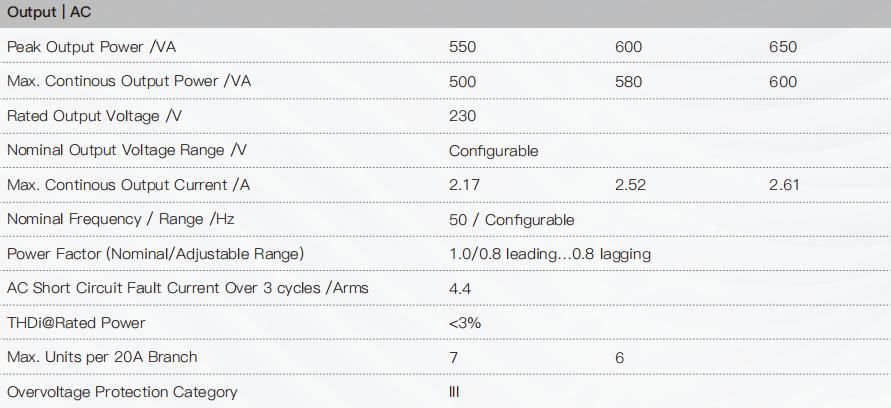 Output | AC
Peak Output Power /VA 550 600 650
Max. Continous Output Power /VA 500 580 600
Rated Output Voltage /V 230
Nominal Output Voltage Range /V Configurable
Max. Continous Output Current /A 2.17 2.52 2.61
Nominal Frequency / Range /Hz 50 / Configurable
Power Factor (Nominal/Adjustable Range) 1.0/0.8 leading...0.8 lagging
AC Short Circuit Fault Current Over 3 cycles /Arms 4.4
THDi@Rated Power <3%
Max. Units per 20A Branch 7 6
Overvoltage Protection Category III